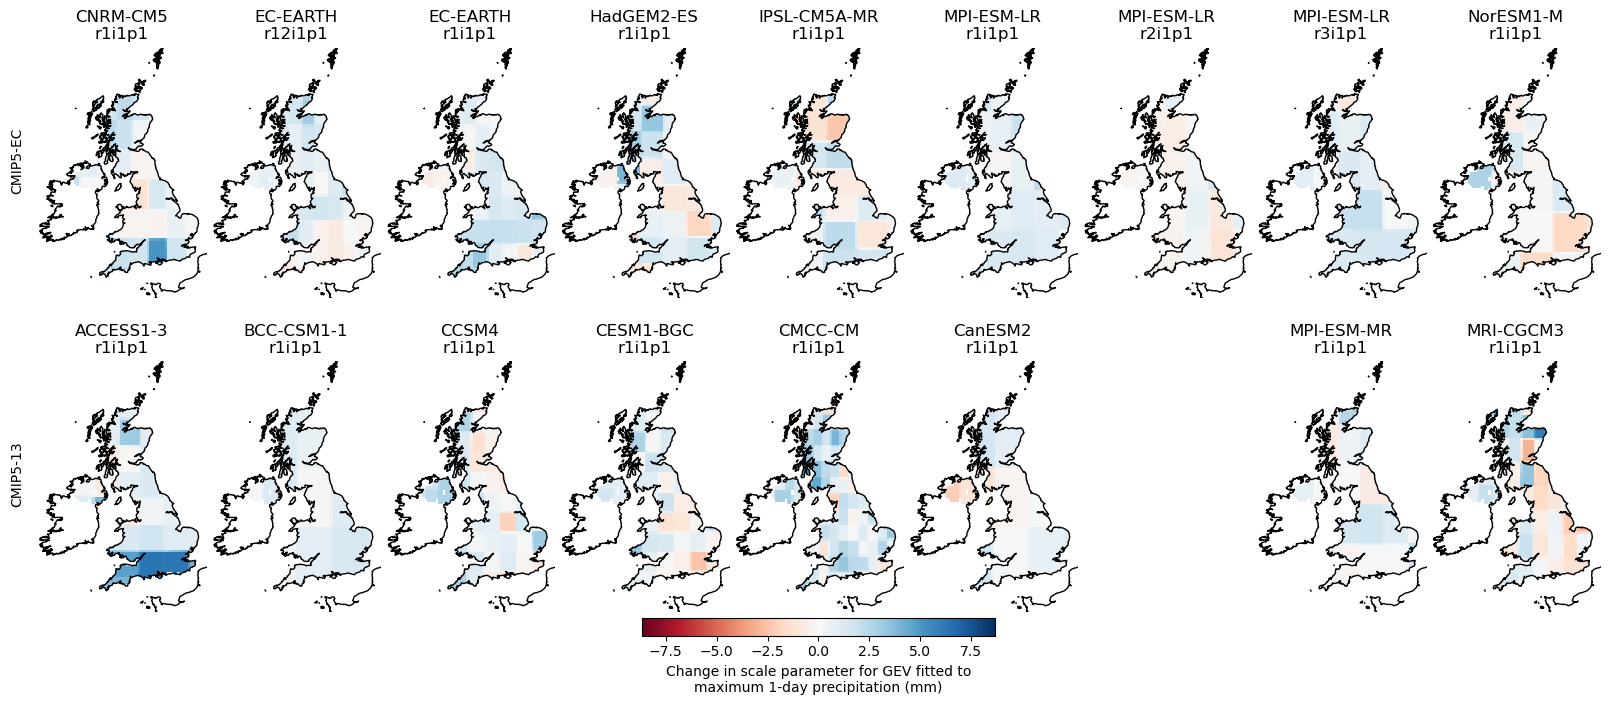 CNRM-CM5
r1i1p1
EC-EARTH
r12i1p1
EC-EARTH
r1i1p1
HadGEM2-ES
r1i1p1
IPSL-CM5A-MR
r1i1p1
MPI-ESM-LR
r1i1p1
MPI-ESM-LR
r2i1p1
MPI-ESM-LR
r3i1p1
NorESM1-M
r1i1p1
CMIP5-EC
ACCESS1-3
r1i1p1
BCC-CSM1-1
r1i1p1
CCSM4
r1i1p1
CESM1-BGC
r1i1p1
CMCC-CM
r1i1p1
CanESM2
r1i1p1
MPI-ESM-MR
r1i1p1
MRI-CGCM3
r1i1p1
CMIP5-13
−7.5 −5.0 −2.5 0.0 2.5 5.0 7.5
Change in scale parameter for GEV fitted to
maximum 1-day precipitation (mm)